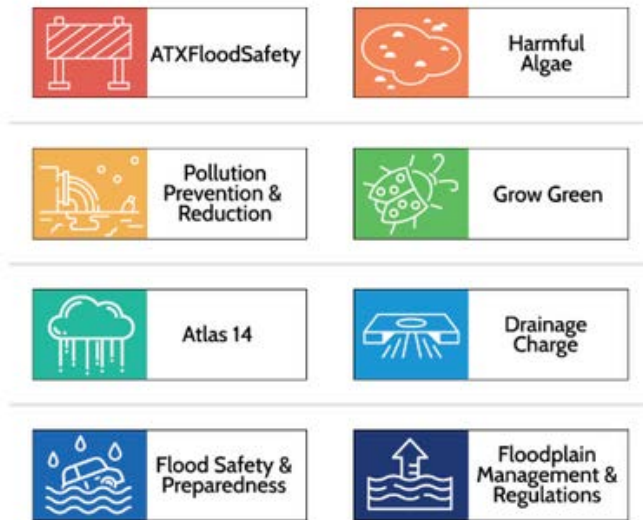 ATXFloodSafety
Harmful
Algae
Pollution
Prevention &
Reduction
Grow Green
Atlas 14
Drainage
Charge
Flood Safety &
Preparedness
Floodplain
Management &
Regulations